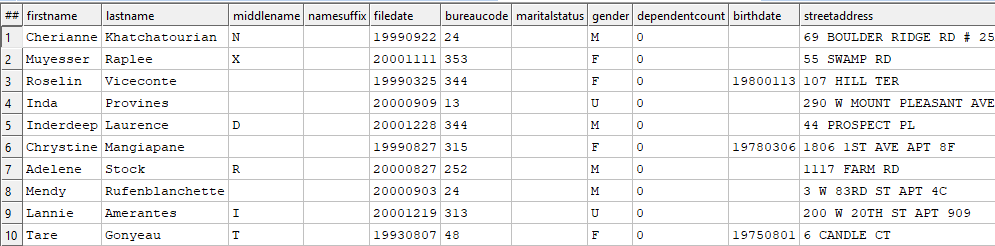 ## firstname lastname middlename namesuffix filedate bureaucode maritalstatus gender dependentcount birthdate streetaddress
1 Cherianne Khatchatourian N 19990922 24 M 0 69 BOULDER RIDGE RD # 25
2 Muyesser Raplee X 20001111 353 F 0 55 SWAMP RD
3 Roselin Viceconte 19990325 344 F 0 19800113 107 HILL TER
4 Inda Provines 20000909 13 U 0 290 W MOUNT PLEASANT AVE
5 Inderdeep Laurence D 20001228 344 M 0 44 PROSPECT PL
6 Chrystine Mangiapane 19990827 315 F 0 19780306 1806 1ST AVE APT 8F
7 Adelene Stock R 20000827 252 M 0 1117 FARM RD
8 Mendy Rufenblanchette 20000903 24 M 0 3 W 83RD ST APT 4C
9 Lannie Amerantes I 20001219 313 U 0 200 W 20TH ST APT 909
10 Tare Gonyeau T 19930807 48 F 0 19750801 6 CANDLE CT